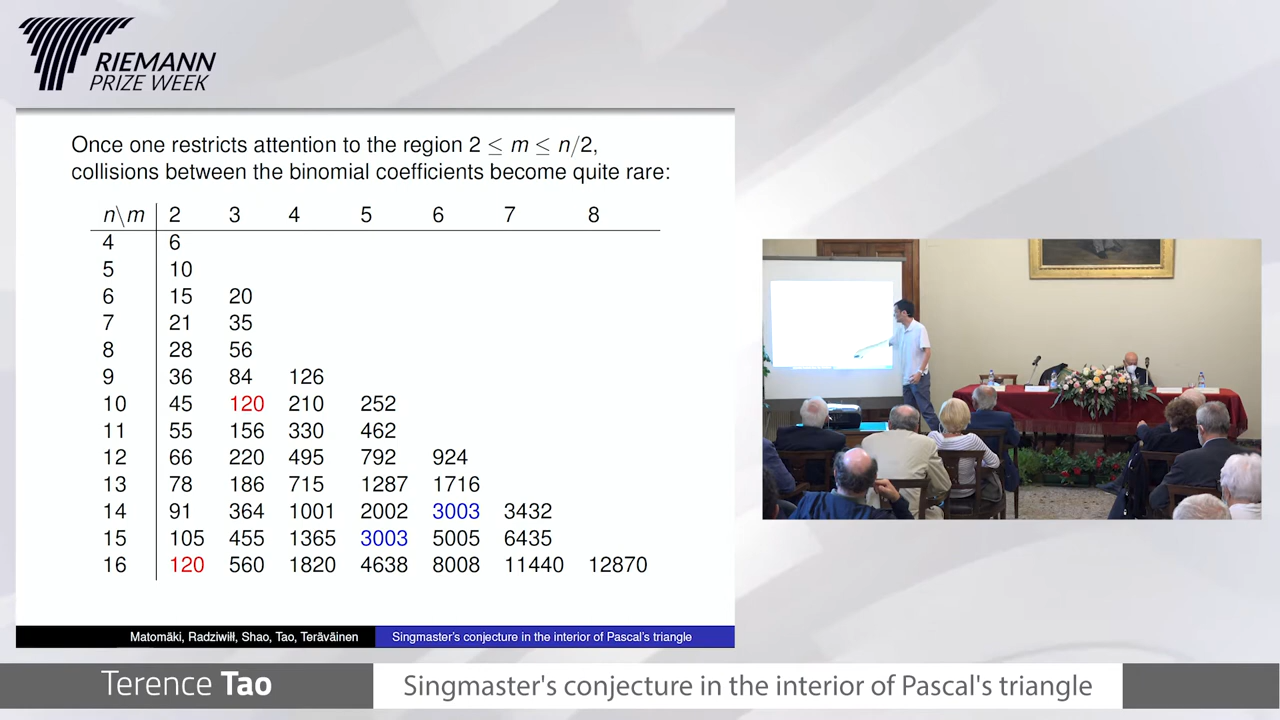 RIEMANN
PRIZE WEEK
Once one restricts attention to the region 2 ≤ m ≤ n/2,
collisions between the binomial coefficients become quite rare:
n\m 2 3 4 5 6 7 8
4 6
5 10
6 15 20
7 21 35
8 28 56
9 36 84 126
10 45 120 210 252
11 55 156 330 462
12 66 220 495 792 924
13 78 186 715 1287 1716
14 91 364 1001 2002 3003 3432
15 105 455 1365 3003 5005 6435
16 120 560 1820 4638 8008 11440 12870
Matomäki, Radziwiłł, Shao, Tao, Teräväinen Singmaster's conjecture in the interior of Pascal's triangle
Terence Tao Singmaster's conjecture in the interior of Pascal's triangle